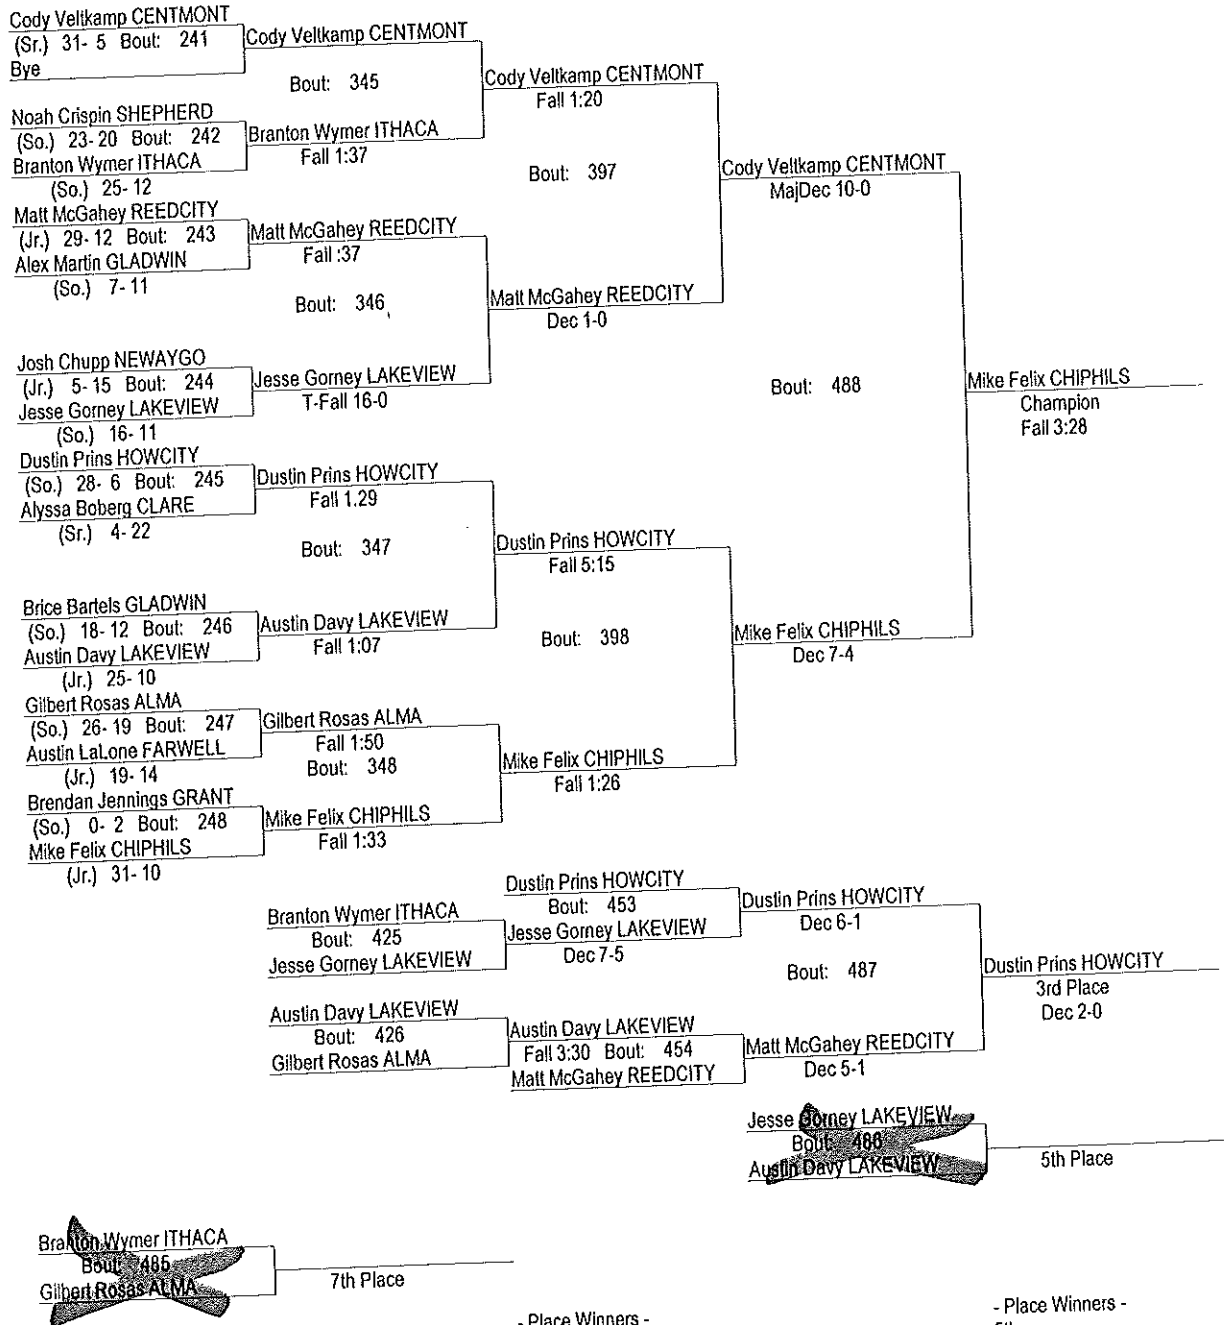 Cody Veltkamp CENTMONT
(Sr.) 31- 5 Bout: 241
Bye
Cody Veltkamp CENTMONT
Bout: 345
Noah Crispin SHEPHERD
(So.) 23- 20 Bout: 242
Branton Wymer ITHACA
(So.) 25- 12
Branton Wymer ITHACA
Fall 1:37
Cody Veltkamp CENTMONT
Fall 1:20
Bout: 397
Matt McGahey REEDCITY
(Jr.) 29- 12 Bout: 243
Alex Martin GLADWIN
(So.) 7- 11
Matt McGahey REEDCITY
Fall :37
Bout: 346
Josh Chupp NEWAYGO
(Jr.) 5- 15 Bout: 244
Jesse Gorney LAKEVIEW
(So.) 16- 11
Jesse Gorney LAKEVIEW
T-Fall 16-0
Matt McGahey REEDCITY
Dec 1-0
Cody Veltkamp CENTMONT
MajDec 10-0
Bout: 488
Mike Felix CHIPHILS
Champion
Fall 3:28
Dustin Prins HOWCITY
(So.) 28- 6 Bout: 245
Alyssa Boberg CLARE
(Sr.) 4- 22
Dustin Prins HOWCITY
Fall 1.29
Bout: 347
Brice Bartels GLADWIN
(So.) 18- 12 Bout: 246
Austin Davy LAKEVIEW
(Jr.) 25- 10
Austin Davy LAKEVIEW
Fall 1:07
Dustin Prins HOWCITY
Fall 5:15
Bout: 398
Gilbert Rosas ALMA
(So.) 26- 19 Bout: 247
Austin LaLone FARWELL
(Jr.) 19- 14
Gilbert Rosas ALMA
Fall 1:50
Bout: 348
Brendan Jennings GRANT
(So.) 0- 2 Bout: 248
Mike Felix CHIPHILS
(Jr.) 31- 10
Mike Felix CHIPHILS
Fall 1:33
Mike Felix CHIPHILS
Fall 1:26
Mike Felix CHIPHILS
Dec 7-4
Branton Wymer ITHACA
Bout: 425
Jesse Gorney LAKEVIEW
Dustin Prins HOWCITY
Bout: 453
Jesse Gorney LAKEVIEW
Dec 7-5
Dustin Prins HOWCITY
Dec 6-1
Bout: 487
Austin Davy LAKEVIEW
Bout: 426
Gilbert Rosas ALMA
Austin Davy LAKEVIEW
Fall 3:30 Bout: 454
Matt McGahey REEDCITY
Matt McGahey REEDCITY
Dec 5-1
Dustin Prins HOWCITY
3rd Place
Dec 2-0
Jesse Gorney LAKEVIEW
Bout: 486
Austin Davy LAKEVIEW
5th Place
Branton Wymer ITHACA
Bout: 485
Gilbert Rosas ALMA
7th Place
- Place Winners -
- Place Winners -